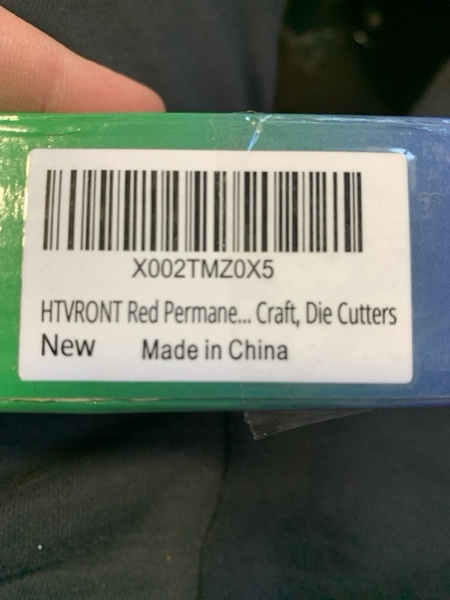 X002TMZ0X5
HTVRONT Red Permane... Craft, Die Cutters
New Made in China